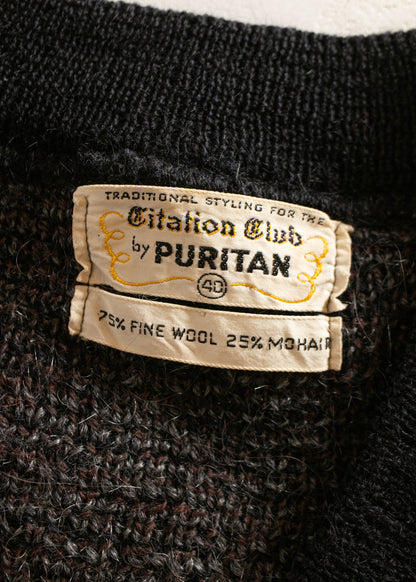 TRADITIONAL STYLING FOR THE
Citation Club
by PURITAN
40
75% FINE WOOL 25% MOHAIR